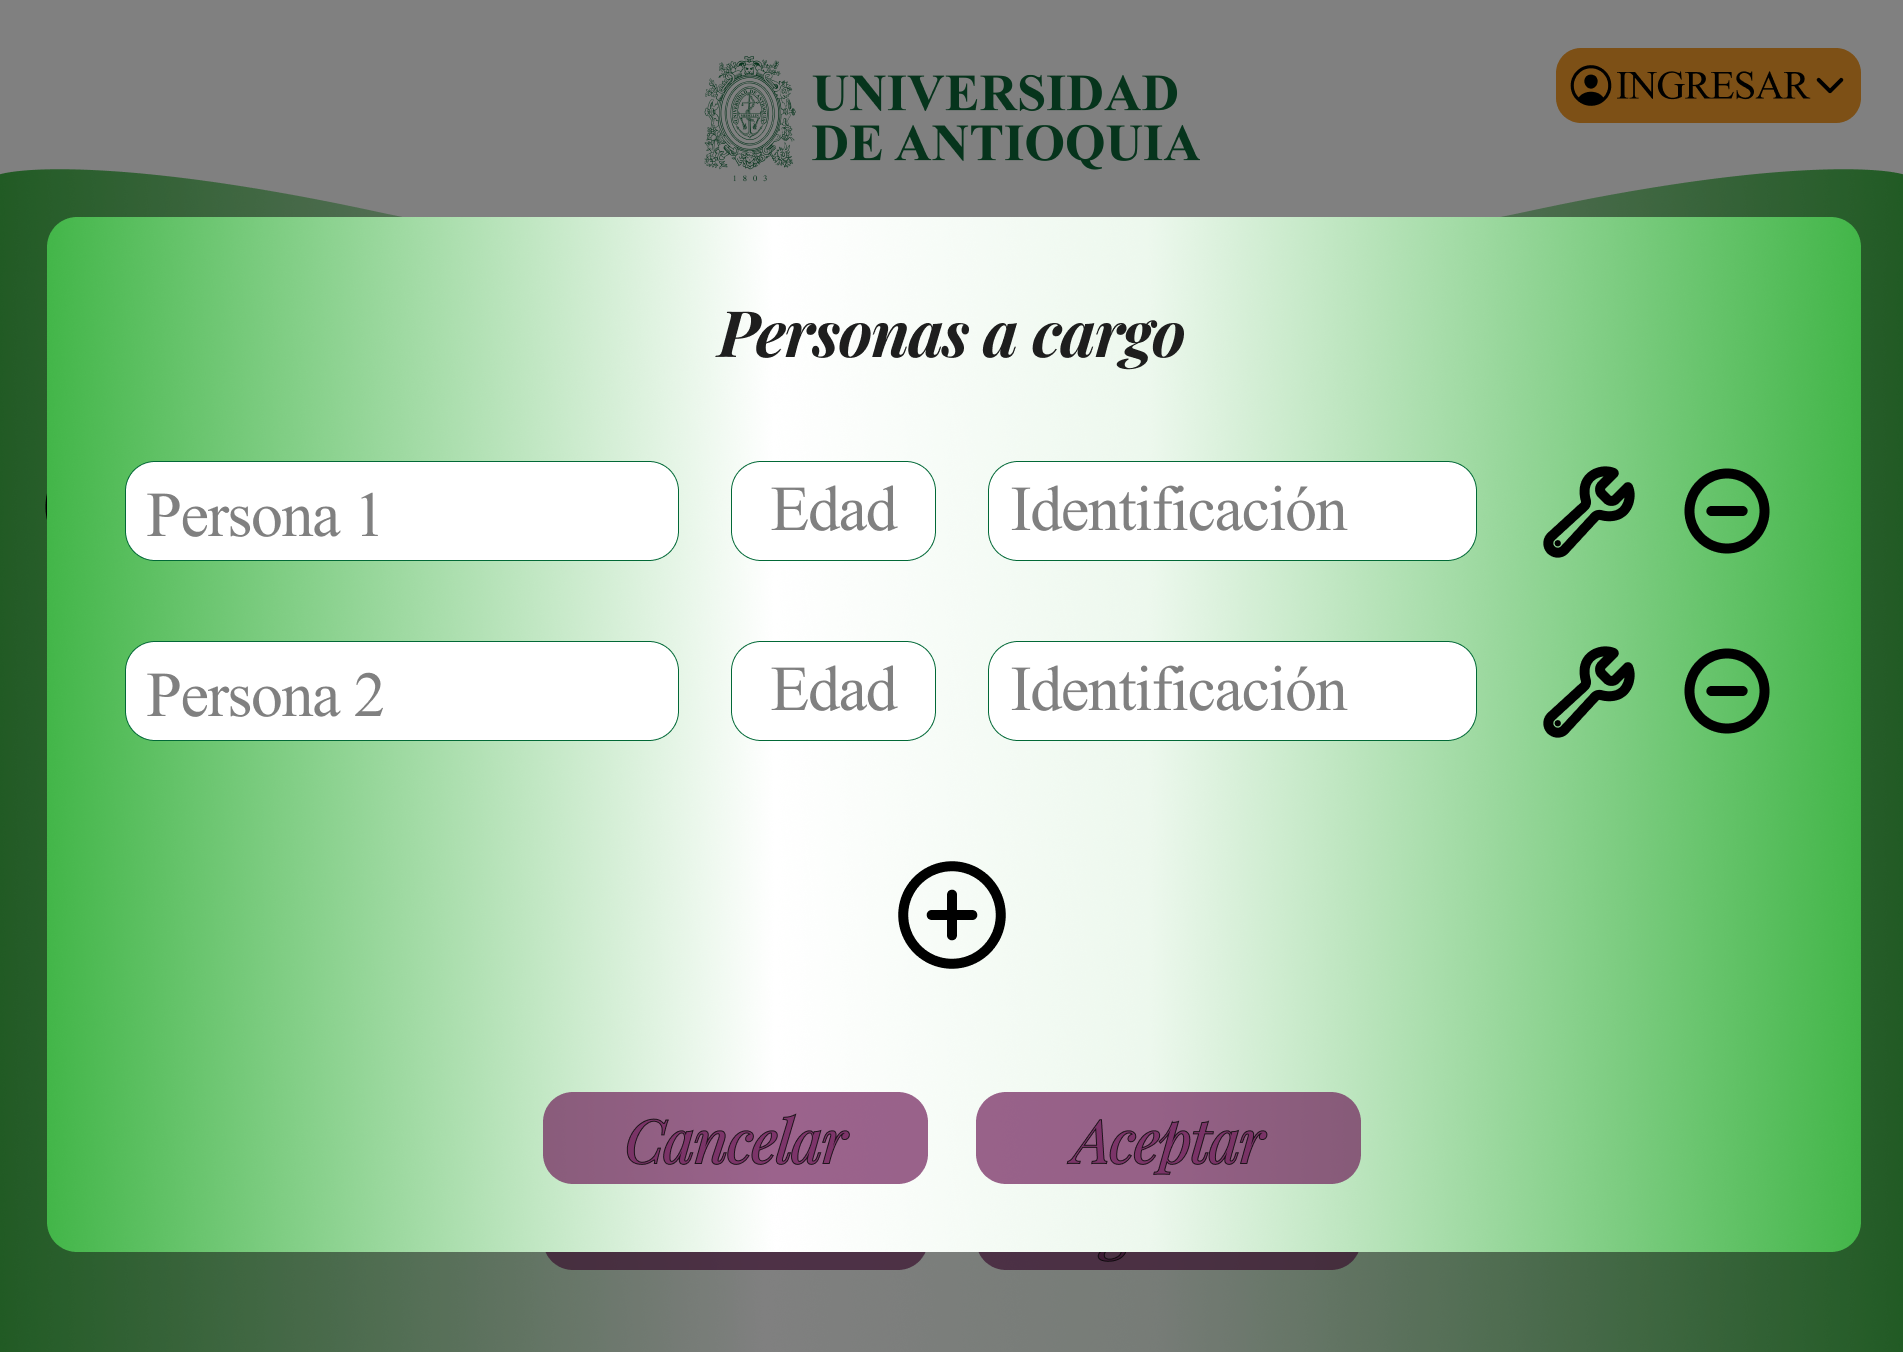 UNIVERSIDAD
DE ANTIOQUIA
1803
INGRESAR
Personas a cargo
Persona 1
Edad
Identificación
Persona 2
Edad
Identificación
Cancelar
Aceptar